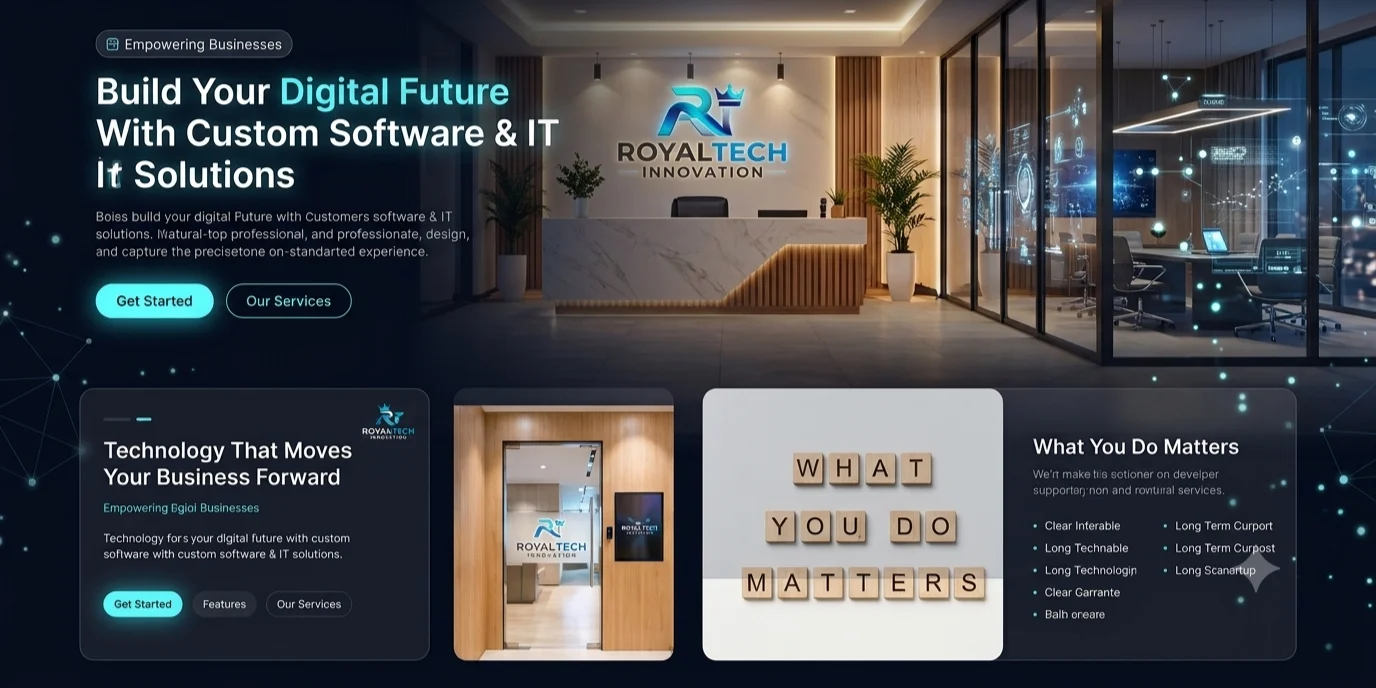 Empowering Businesses
Build Your Digital Future
With Custom Software & IT
It Solutions
Boiss build your digital Future with Customers software & IT
solutions. Matural-top professional, and professionate, design,
and capture the precisetone on-standarted experience.
Get Started
Our Services
RT
ROYALTECH
INNOVATION
ROYALTECH
INNOVATION
Technology That Moves
Your Business Forward
Empowering Bgiol Businesses
Technology fors your digital future with custom
software with custom software & IT solutions.
Get Started
Features
Our Services
ROYALTECH
ROYAL TECH
WHAT
YOU DO
MATTERS
What You Do Matters
We'rt make tis sotioner on develper
and services.
• Clear Interable
• Long Technable
• Long Technologin
• Clear Garrante
• Balh oreare
• Long Term Curport
• Long Term Curpost
• Long Scanartup